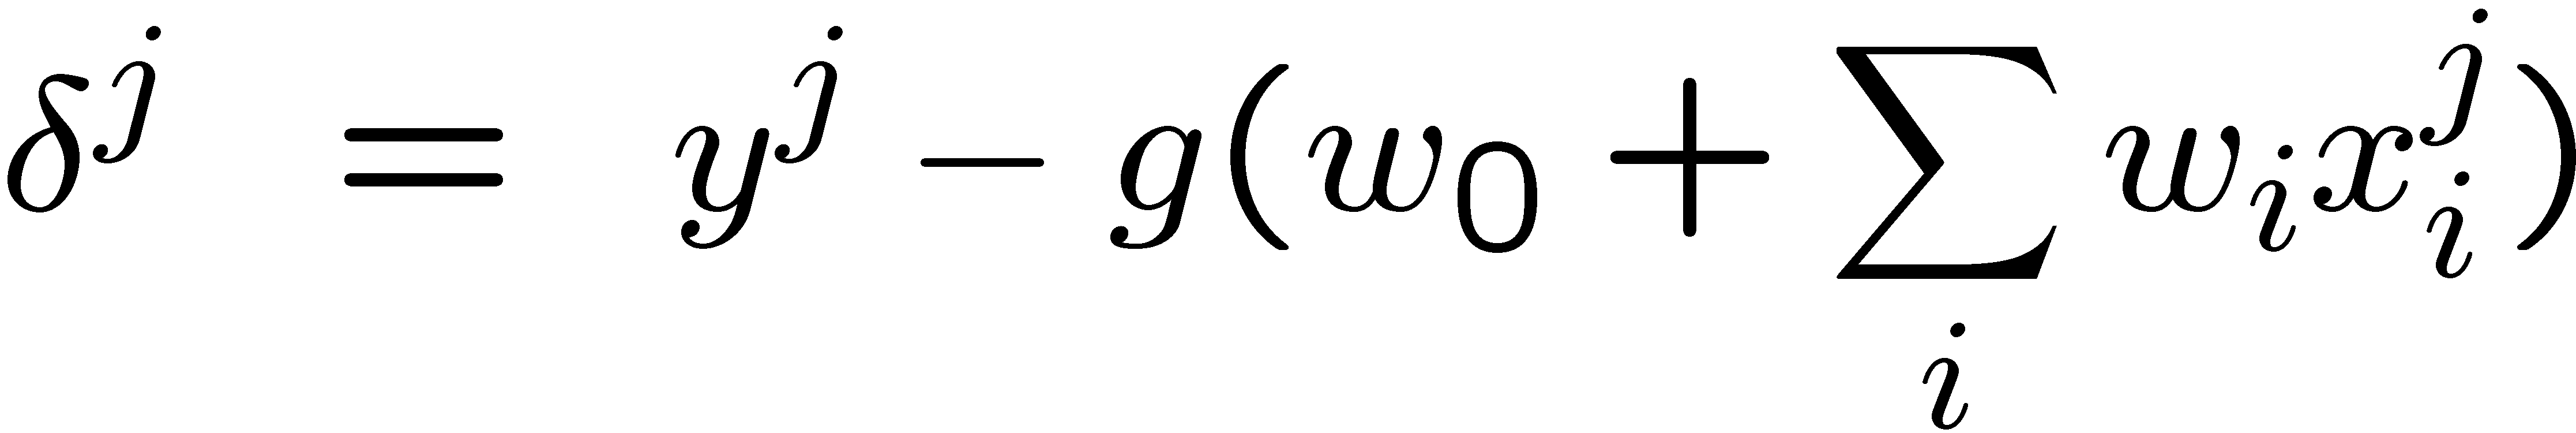 δ^j = y^j − g(w_0 + ∑_i w_i x_i^j)